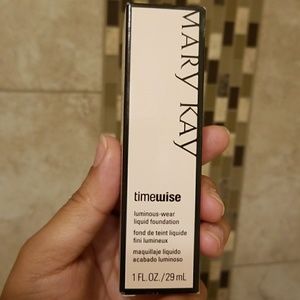 MARY KAY
timewise
luminous-wear
liquid foundation
fond de teint liquide
fini lumineux
maquillaje líquido
acabado luminoso
1 FL. OZ./29 mL